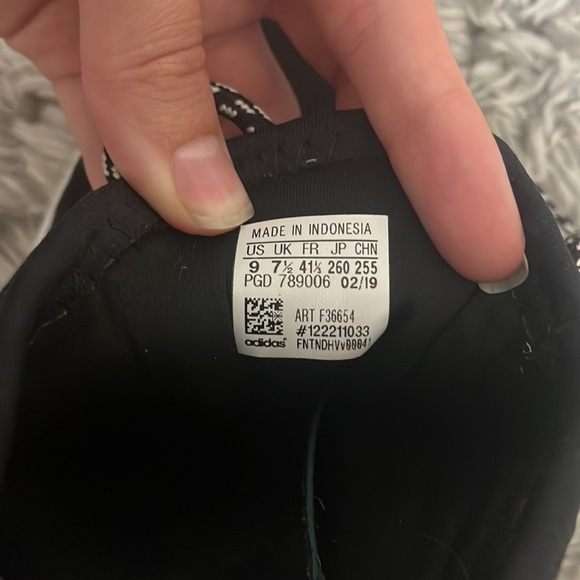 MADE IN INDONESIA
US UK FR JP CHN
9 7½ 41⅓ 260 255
PGD 789006 02/19
ART F36654
#122211033
adidas FNTNDHVv00041